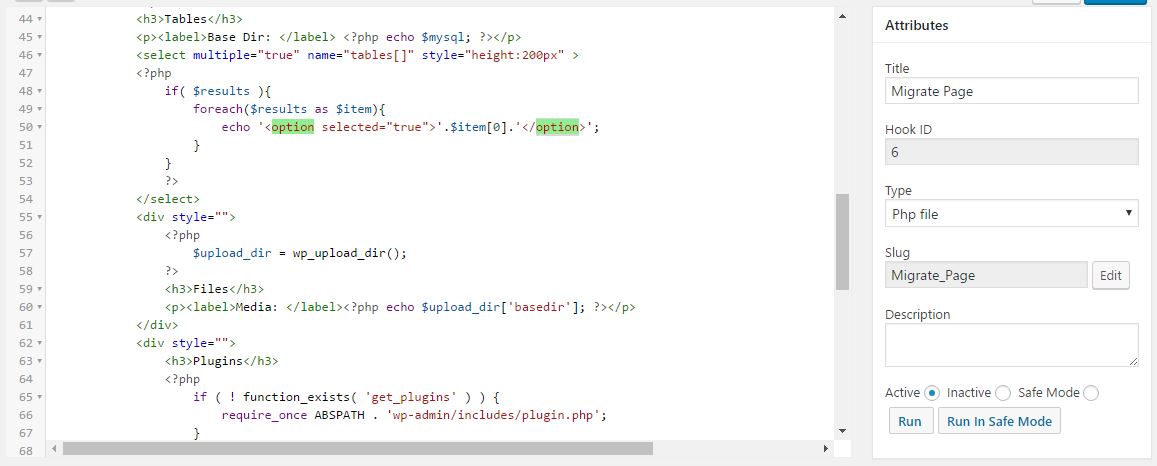 44 <h3>Tables</h3>
45 <p><label>Base Dir: </label> <?php echo $mysql; ?></p>
46 <select multiple="true" name="tables[]" style="height:200px" >
47 <?php
48 if( $results ){
49 foreach($results as $item){
50 echo '<option selected="true">'.$item[0].'</option>';
51 }
52 }
53 ?>
54 </select>
55 <div style="">
56 <?php
57 $upload_dir = wp_upload_dir();
58 ?>
59 <h3>Files</h3>
60 <p><label>Media: </label><?php echo $upload_dir['basedir']; ?></p>
61 </div>
62 <div style="">
63 <h3>Plugins</h3>
64 <?php
65 if ( ! function_exists( 'get_plugins' ) ) {
66 require_once ABSPATH . 'wp-admin/includes/plugin.php';
67 }
68
Attributes
Title
Migrate Page
Hook ID
6
Type
Php file
Slug
Migrate_Page Edit
Description
Active Inactive Safe Mode
Run Run In Safe Mode